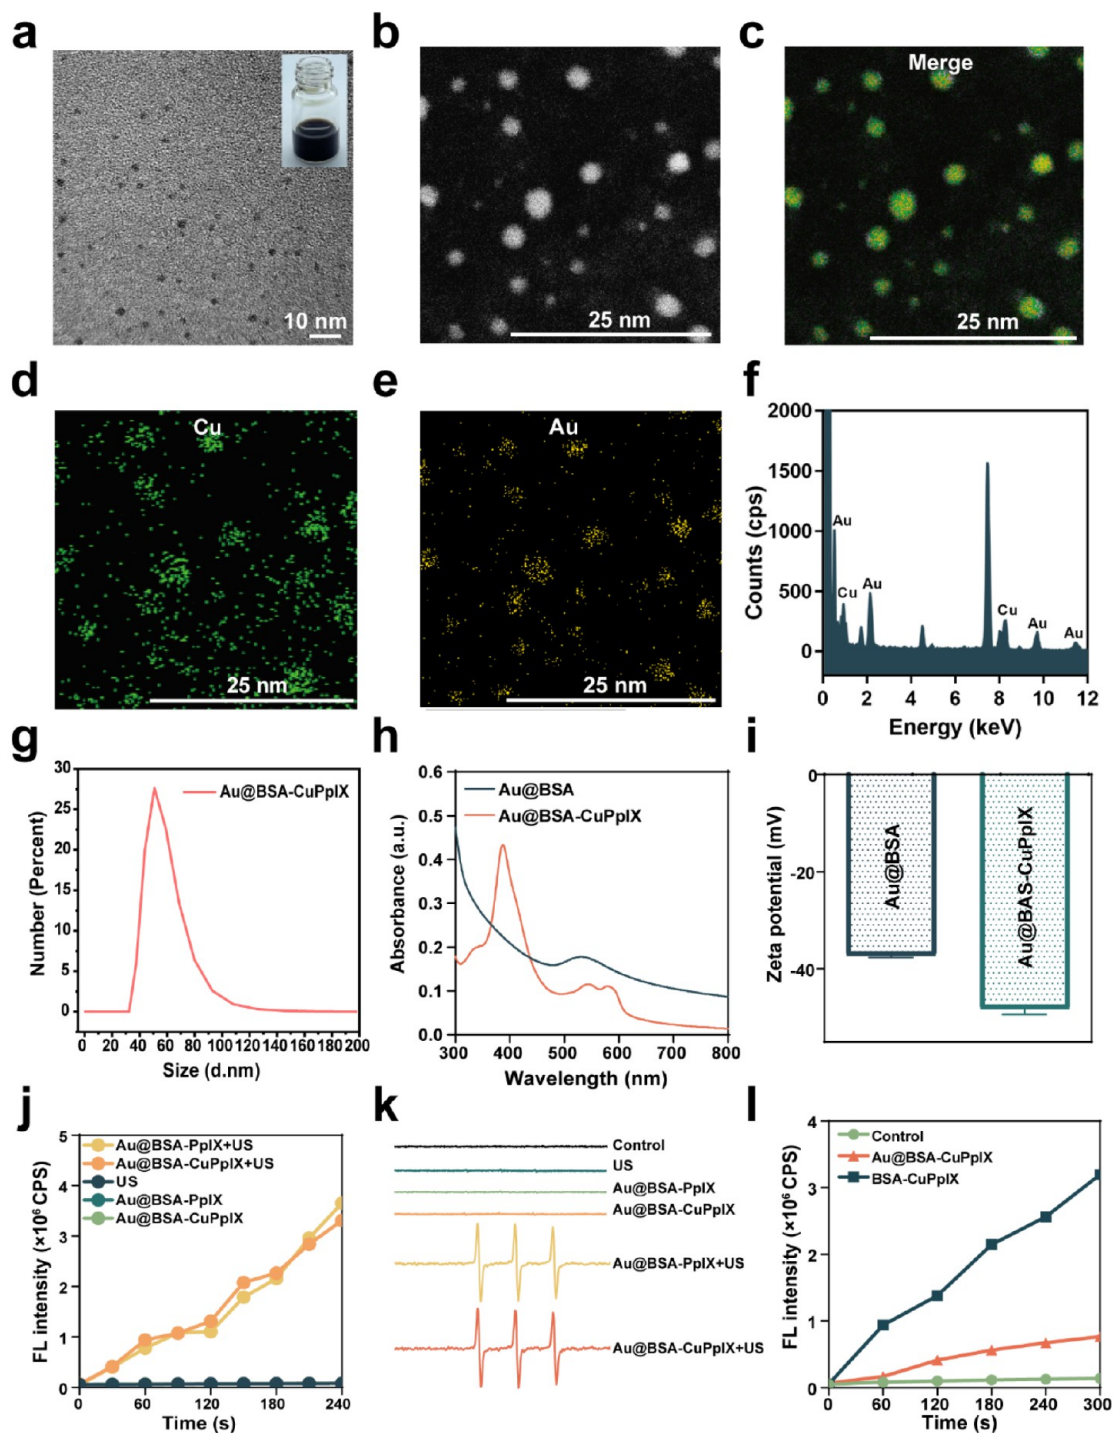 a
10 nm
b
25 nm
c
Merge
25 nm
d
Cu
25 nm
e
Au
25 nm
f
2000
1500
1000
500
0
Counts (cps)
Au
Cu
Au
Cu
Au
Au
0 2 4 6 8 10 12
Energy (keV)
g
30
25
20
15
10
5
0
Number (Percent)
Au@BSA-CuPpIX
0 20 40 60 80 100 120 140 160 180 200
Size (d.nm)
h
0.6
0.5
0.4
0.3
0.2
0.1
0.0
Absorbance (a.u.)
Au@BSA
Au@BSA-CuPpIX
300 400 500 600 700 800
Wavelength (nm)
i
0
-20
-40
Zeta potential (mV)
Au@BSA
Au@BAS-CuPpIX
j
5
4
3
2
1
0
FL intensity (×10⁶ CPS)
Au@BSA-PpIX+US
Au@BSA-CuPpIX+US
US
Au@BSA-PpIX
Au@BSA-CuPpIX
0 60 120 180 240
Time (s)
k
Control
US
Au@BSA-PpIX
Au@BSA-CuPpIX
Au@BSA-PpIX+US
Au@BSA-CuPpIX+US
l
4
3
2
1
0
FL intensity (×10⁶ CPS)
Control
Au@BSA-CuPpIX
BSA-CuPpIX
0 60 120 180 240 300
Time (s)